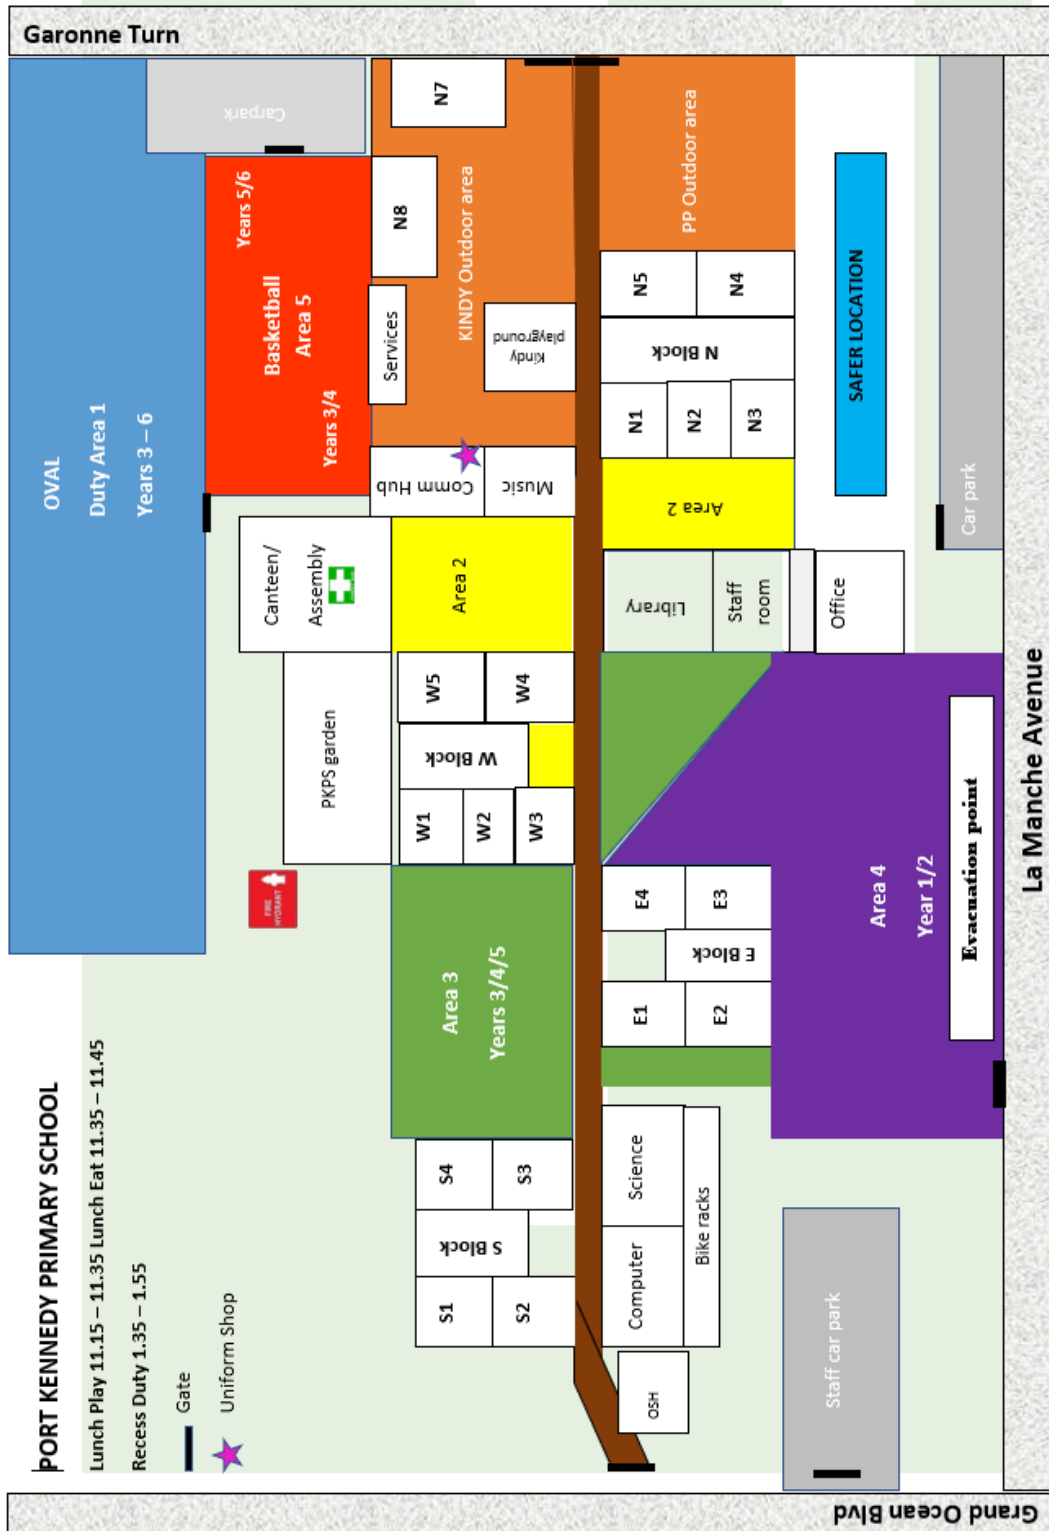 PORT KENNEDY PRIMARY SCHOOL
Lunch Play 11.15 – 11.35 Lunch Eat 11.35 – 11.45
Recess Duty 1.35 – 1.55
Gate
Uniform Shop
OVAL
Duty Area 1
Years 3 – 6
Garonne Turn
Carpark
Years 5/6
Basketball
Area 5
Years 3/4
N7
N8
Services
KINDY Outdoor area
Kindy
playground
Comm Hub
Music
Canteen/
Assembly
Area 2
PKPS garden
W5
W4
W Block
W1
W2
W3
FIRE
HYDRANT
Area 3
Years 3/4/5
S4
S3
S Block
S1
S2
PP Outdoor area
N5
N4
N Block
N1
N2
N3
SAFER LOCATION
Area 2
Library
Staff
room
Office
Car park
E4
E3
E Block
E1
E2
Area 4
Year 1/2
Evacuation point
Science
Computer
Bike racks
OSH
Staff car park
La Manche Avenue
Grand Ocean Blvd